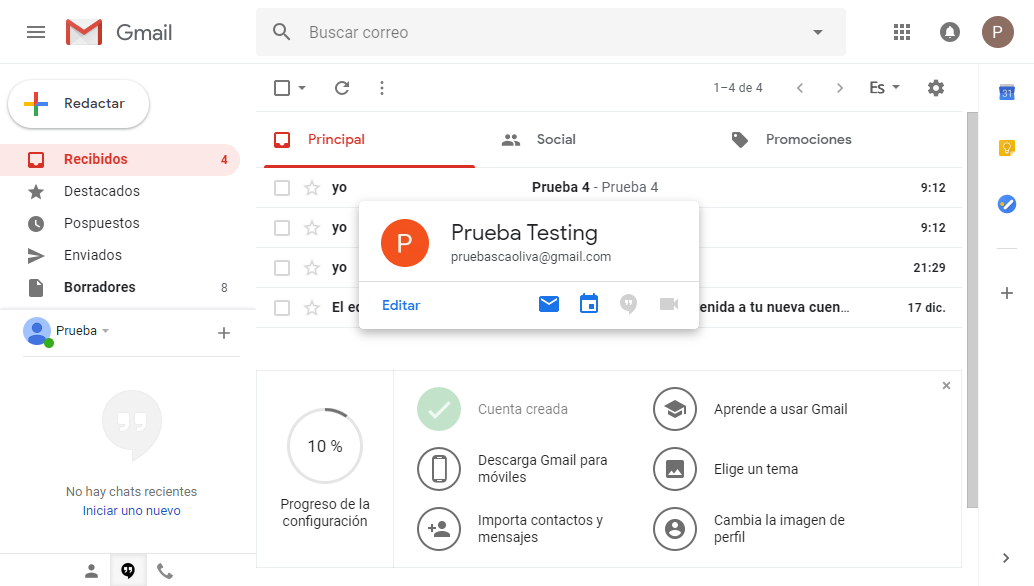 Gmail
Buscar correo
P
Redactar
1–4 de 4
Es
31
Recibidos 4
Destacados
Pospuestos
Enviados
Borradores 8
Principal
Social
Promociones
yo Prueba 4 - Prueba 4 9:12
yo 9:12
yo 21:29
El e enida a tu nueva cuen… 17 dic.
P
Prueba Testing
pruebascaoliva@gmail.com
Editar
Prueba
No hay chats recientes
Iniciar uno nuevo
10 %
Progreso de la
configuración
Cuenta creada
Descarga Gmail para
móviles
Importa contactos y
mensajes
Aprende a usar Gmail
Elige un tema
Cambia la imagen de
perfil